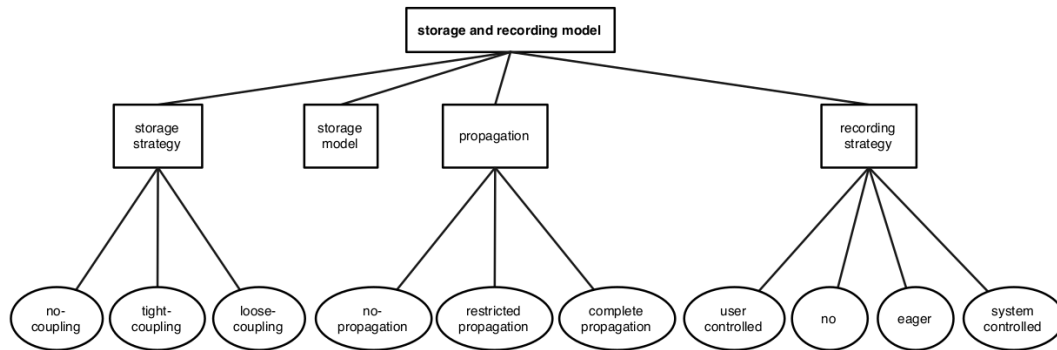 storage and recording model
storage
strategy
storage
model
propagation
recording
strategy
no-
coupling
tight-
coupling
loose-
coupling
no-
propagation
restricted
propagation
complete
propagation
user
controlled
no
eager
system
controlled